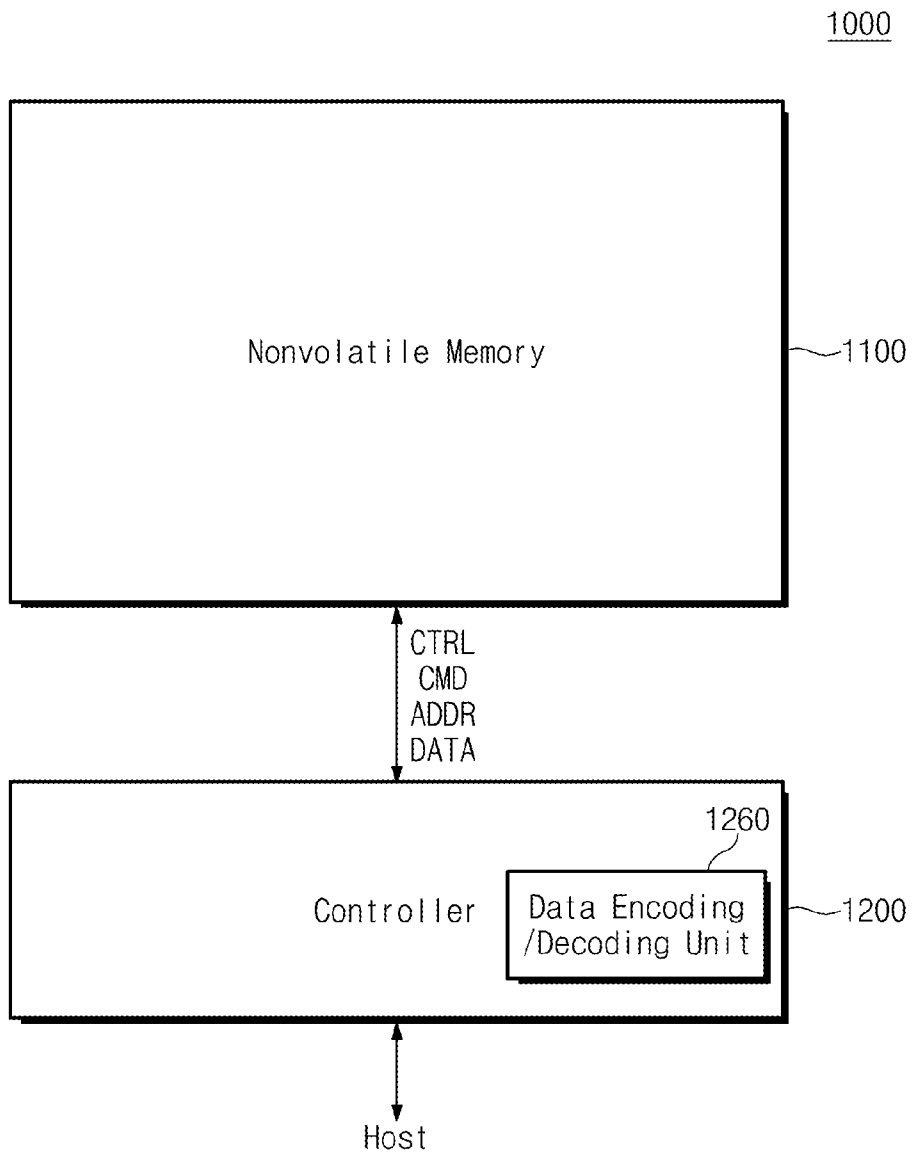 1000
Nonvolatile Memory
1100
CTRL
CMD
ADDR
DATA
1260
Controller
Data Encoding
/Decoding Unit
1200
Host